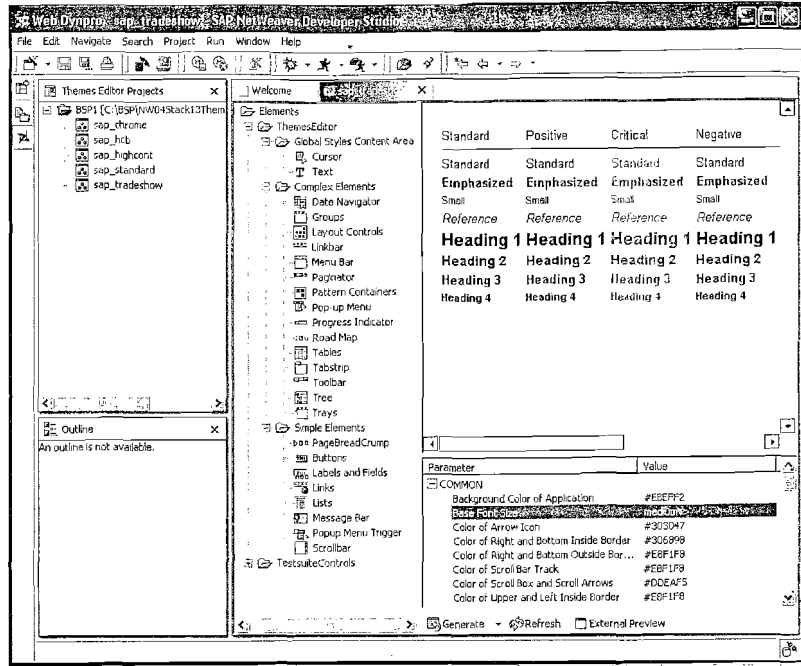 Web Dynpro - sap_tradeshow - SAP NetWeaver Developer Studio
File Edit Navigate Search Project Run Window Help
Themes Editor Projects
BSP1 [C:\BSP\NW04Stack13Them
sap_chrome
sap_hcb
sap_highcont
sap_standard
sap_tradeshow
Outline
An outline is not available.
Welcome
Elements
ThemesEditor
Global Styles Content Area
Cursor
Text
Complex Elements
Date Navigator
Groups
Layout Controls
Linkbar
Menu Bar
Paginator
Pattern Containers
Pop-up Menu
Progress Indicator
Road Map
Tables
Tabstrip
Toolbar
Tree
Trays
Simple Elements
PageBreadCrump
Buttons
Labels and Fields
Links
Lists
Message Bar
Popup Menu Trigger
Scrollbar
TestsuiteControls
Standard Positive Critical Negative
Standard Standard Standard Standard
Emphasized Emphasized Emphasized Emphasized
Small Small Small Small
Reference Reference Reference Reference
Heading 1 Heading 1 Heading 1 Heading 1
Heading 2 Heading 2 Heading 2 Heading 2
Heading 3 Heading 3 Heading 3 Heading 3
Heading 4 Heading 4 Heading 4 Heading 4
Parameter Value
COMMON
Background Color of Application #EEEFF2
Base Font Size medium
Color of Arrow Icon #303047
Color of Right and Bottom Inside Border #306898
Color of Right and Bottom Outside Bor... #E8F1F8
Color of Scroll Bar Track #E8F1F8
Color of Scroll Box and Scroll Arrows #DDEAF5
Color of Upper and Left Inside Border #E8F1F8
Generate Refresh External Preview